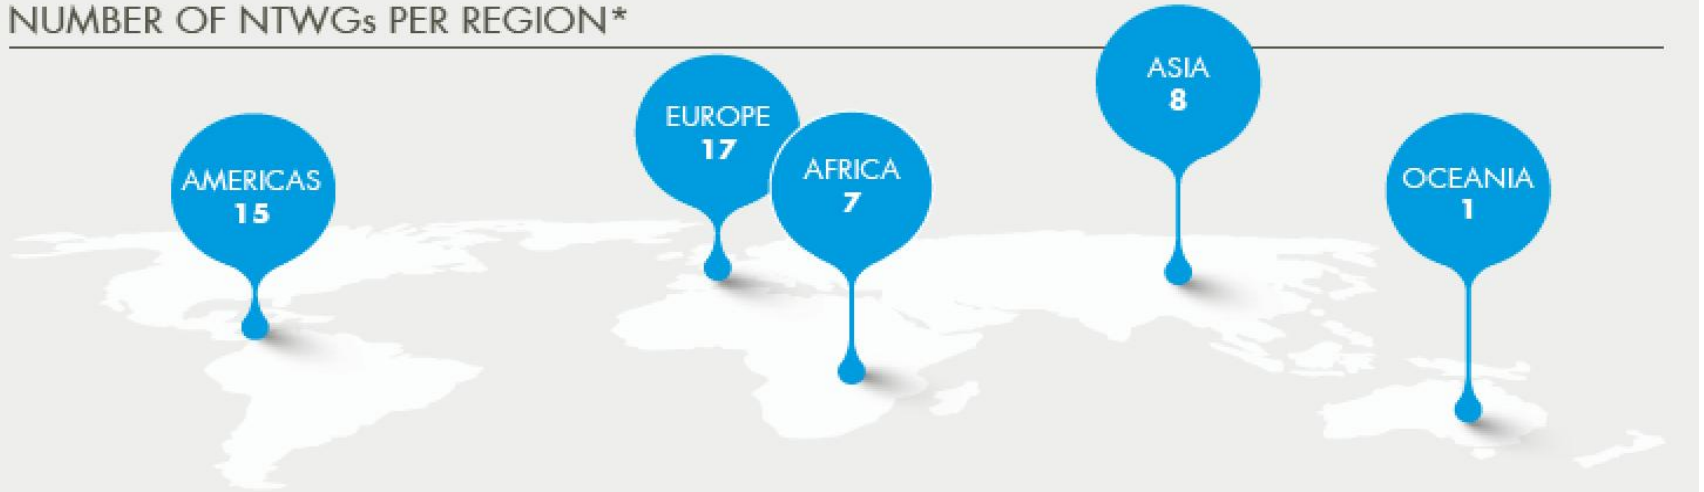 NUMBER OF NTWGs PER REGION*
AMERICAS
15
EUROPE
17
AFRICA
7
ASIA
8
OCEANIA
1